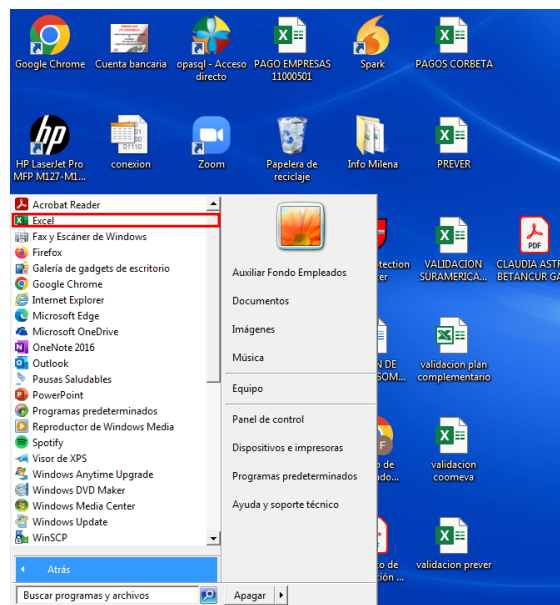 Google Chrome
Cuenta bancaria
opasql - Acceso
directo
PAGO EMPRESAS
11000501
Spark
PAGOS CORBETA
HP LaserJet Pro
MFP M127-M1...
conexion
Zoom
Papelera de
reciclaje
Info Milena
PREVER
Acrobat Reader
Excel
Fax y Escáner de Windows
Firefox
Galería de gadgets de escritorio
Google Chrome
Internet Explorer
Microsoft Edge
Microsoft OneDrive
OneNote 2016
Outlook
Pausas Saludables
PowerPoint
Programas predeterminados
Reproductor de Windows Media
Spotify
Visor de XPS
Windows Anytime Upgrade
Windows DVD Maker
Windows Media Center
Windows Update
WinSCP
Atrás
Buscar programas y archivos
Auxiliar Fondo Empleados
Documentos
Imágenes
Música
Equipo
Panel de control
Dispositivos e impresoras
Programas predeterminados
Ayuda y soporte técnico
Apagar
VALIDACION
SURAMERICA...
PDF
CLAUDIA ASTR
BETANCUR GA
validacion plan
complementario
validacion
coomeva
validacion prever